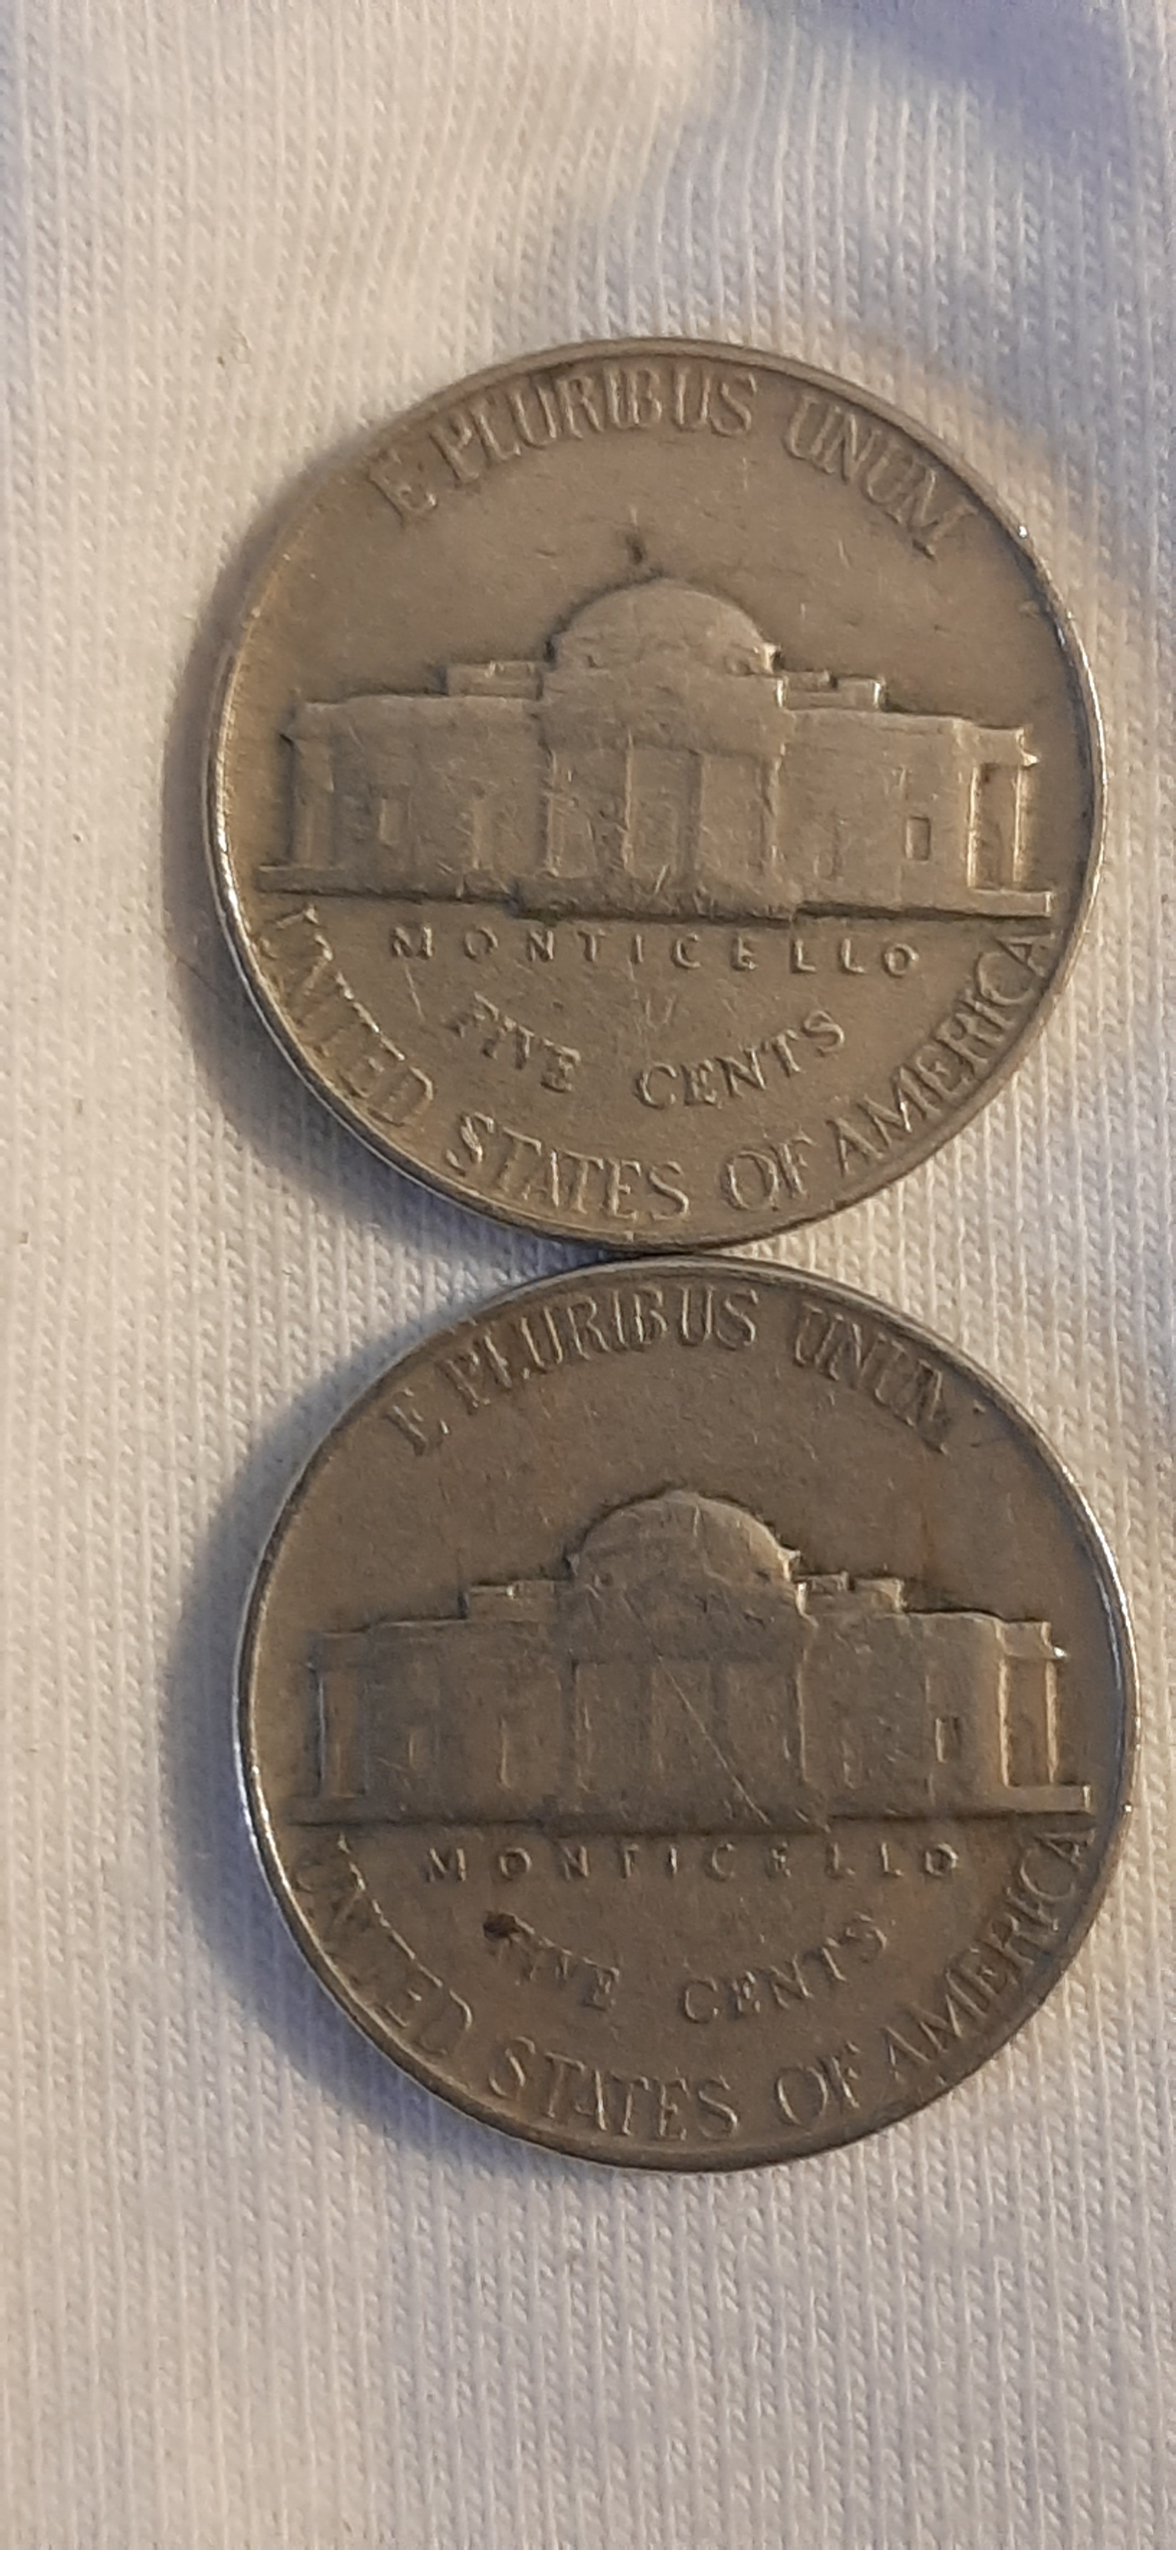 E PLURIBUS UNUM
MONTICELLO
FIVE CENTS
UNITED STATES OF AMERICA
E PLURIBUS UNUM
MONTICELLO
FIVE CENTS
UNITED STATES OF AMERICA